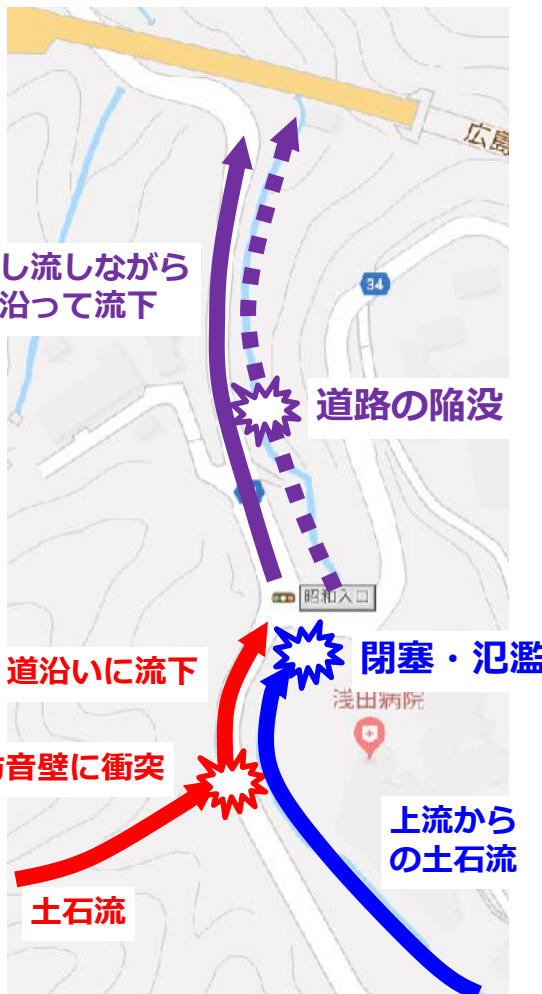 広島
し流しながら
沿って流下
34
道路の陥没
昭和入口
道沿いに流下
閉塞・氾濫
浅田病院
音壁に衝突
上流から
の土石流
土石流